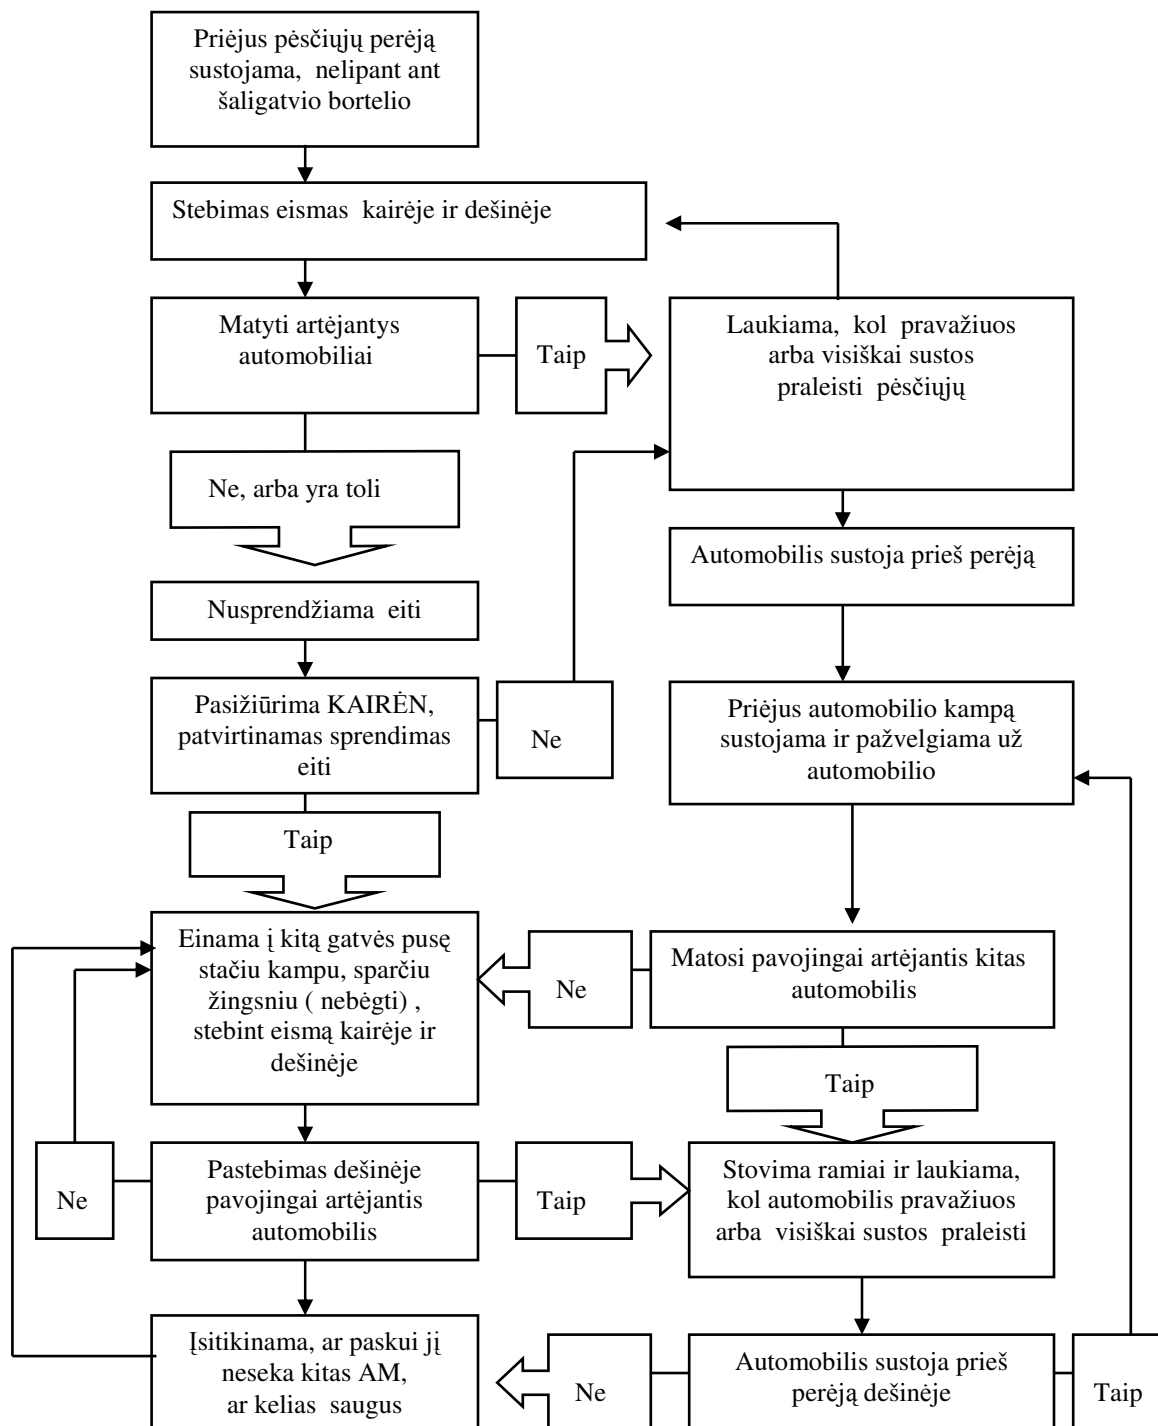 Priėjus pėsčiųjų perėją
sustojama, nelipant ant
šaligatvio bortelio
Stebimas eismas kairėje ir dešinėje
Matyti artėjantys
automobiliai
Taip
Laukiama, kol pravažiuos
arba visiškai sustos
praleisti pėsčiųjų
Ne, arba yra toli
Automobilis sustoja prieš perėją
Nusprendžiama eiti
Pasižiūrima KAIRĖN,
patvirtinamas sprendimas
eiti
Ne
Priėjus automobilio kampą
sustojama ir pažvelgiama už
automobilio
Taip
Einama į kitą gatvės pusę
stačiu kampu, sparčiu
žingsniu ( nebėgti) ,
stebint eismą kairėje ir
dešinėje
Ne
Matosi pavojingai artėjantis kitas
automobilis
Taip
Ne
Pastebimas dešinėje
pavojingai artėjantis
automobilis
Taip
Stovima ramiai ir laukiama,
kol automobilis pravažiuos
arba visiškai sustos praleisti
Įsitikinama, ar paskui jį
neseka kitas AM,
ar kelias saugus
Ne
Automobilis sustoja prieš
perėją dešinėje
Taip